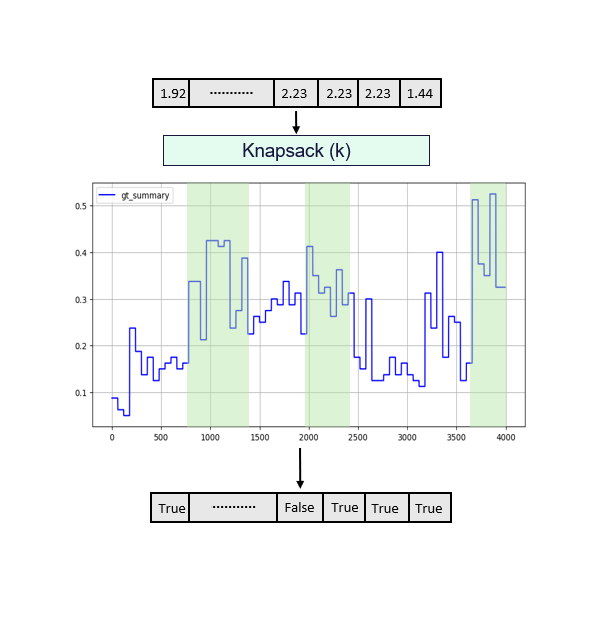 1.92 ··········· 2.23 2.23 2.23 1.44
Knapsack (k)
gt_summary
0.5
0.4
0.3
0.2
0.1
0 500 1000 1500 2000 2500 3000 3500 4000
True ··········· False True True True